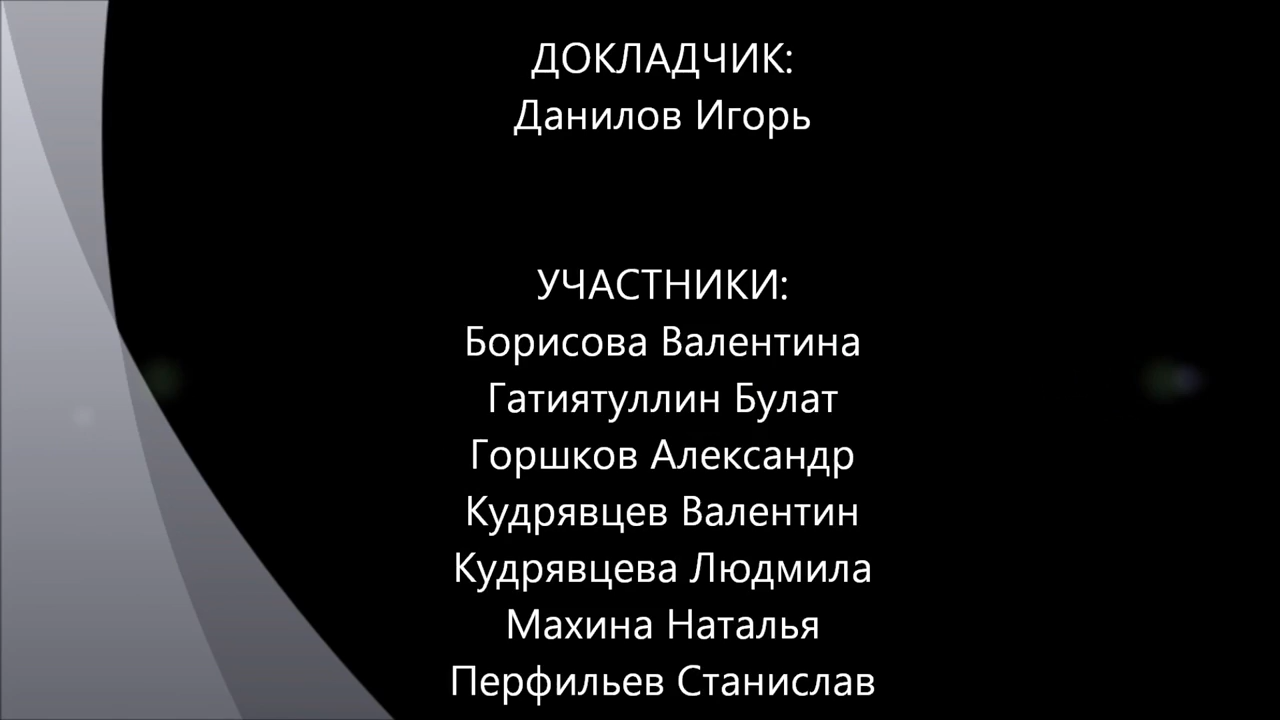 ДОКЛАДЧИК:
Данилов Игорь
УЧАСТНИКИ:
Борисова Валентина
Гатиятуллин Булат
Горшков Александр
Кудрявцев Валентин
Кудрявцева Людмила
Махина Наталья
Перфильев Станислав